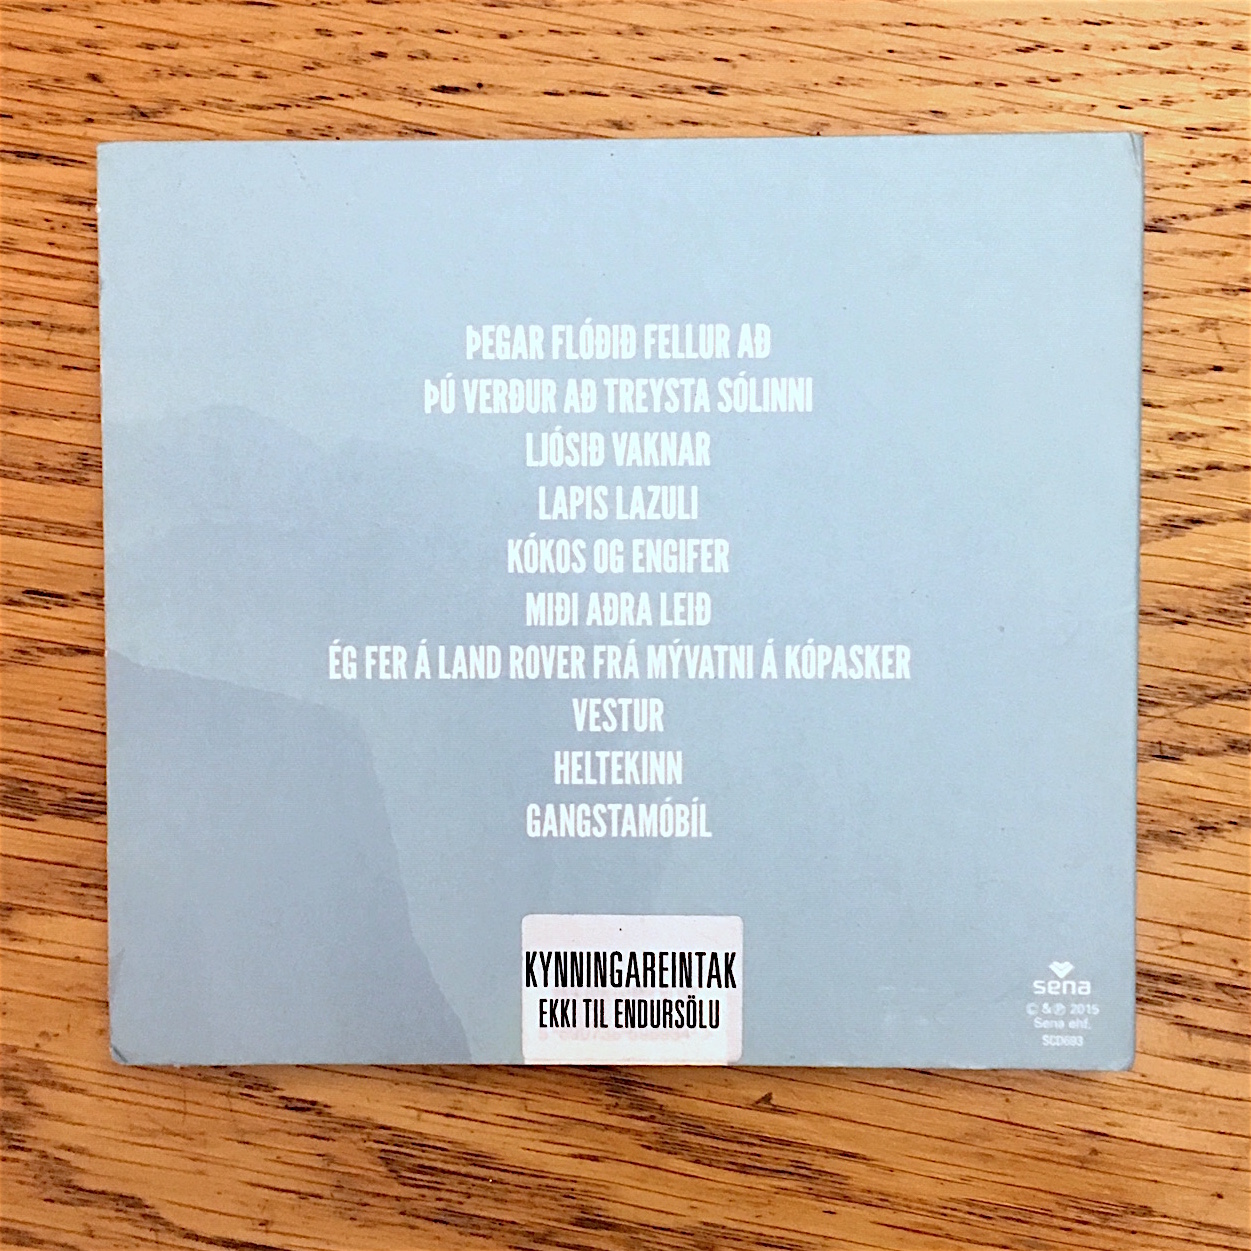 ÞEGAR FLÓÐIÐ FELLUR AÐ
ÞÚ VERÐUR AÐ TREYSTA SÓLINNI
LJÓSIÐ VAKNAR
LAPIS LAZULI
KÓKOS OG ENGIFER
MIÐI AÐRA LEIÐ
ÉG FER Á LAND ROVER FRÁ MÝVATNI Á KÓPASKER
VESTUR
HELTEKINN
GANGSTAMÓBÍL
KYNNINGAREINTAK
EKKI TIL ENDURSÖLU
sena
© & ℗ 2015
Sena ehf.
SCD693